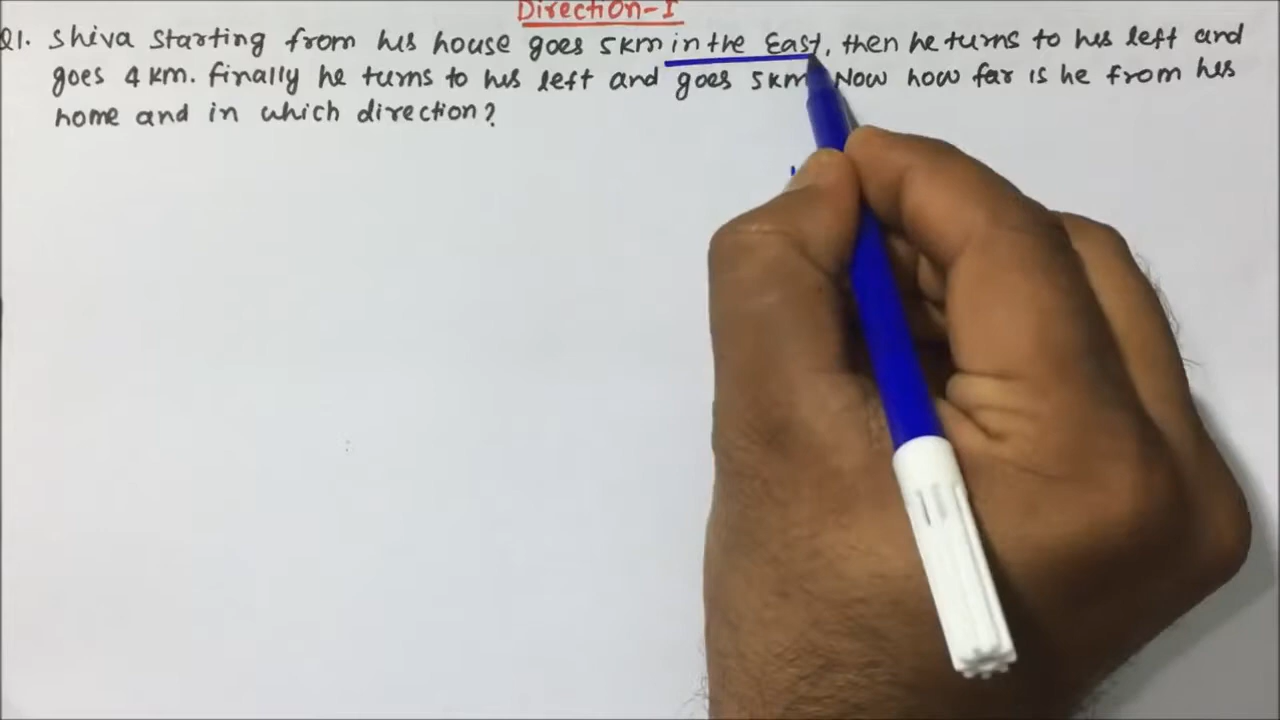 Direction-I
Q1. Shiva starting from his house goes 5km in the East, then he turns to his left and
goes 4 km. finally he turns to his left and goes 5km Now how far is he from his
home and in which direction?